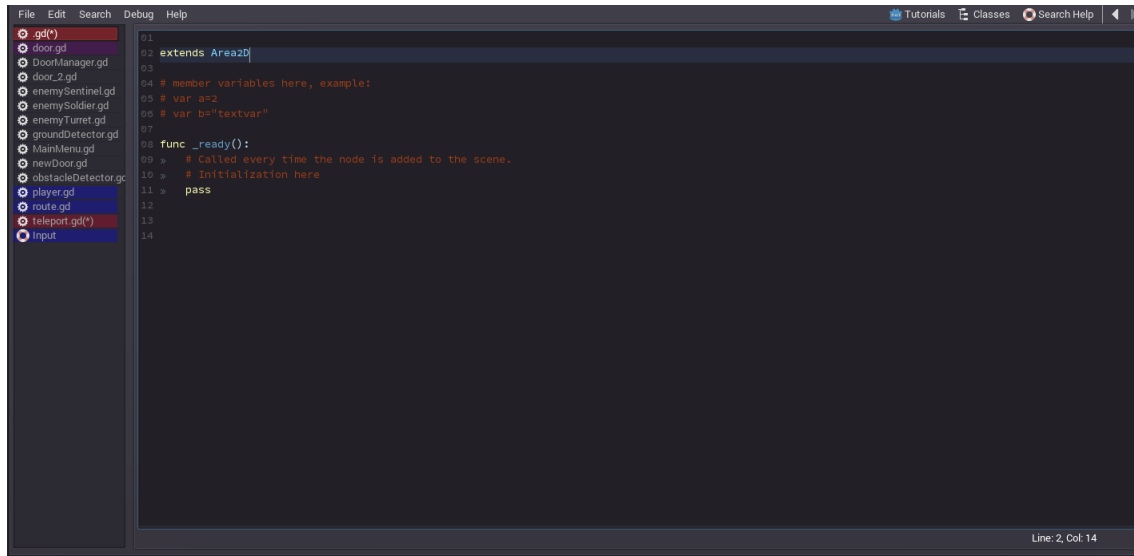 File Edit Search Debug Help
Tutorials Classes Search Help
.gd(*)
door.gd
DoorManager.gd
door_2.gd
enemySentinel.gd
enemySoldier.gd
enemyTurret.gd
groundDetector.gd
MainMenu.gd
newDoor.gd
obstacleDetector.gd
player.gd
route.gd
teleport.gd(*)
Input
01
02 extends Area2D
03
04 # member variables here, example:
05 # var a=2
06 # var b="textvar"
07
08 func _ready():
09 » # Called every time the node is added to the scene.
10 » # Initialization here
11 » pass
12
13
14
Line: 2, Col: 14